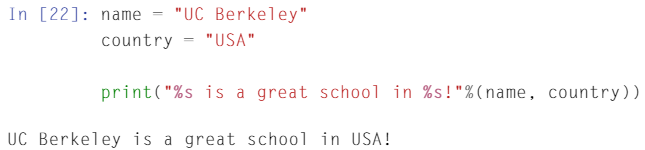 In [22]: name = "UC Berkeley"
country = "USA"
print("%s is a great school in %s!"%(name, country))
UC Berkeley is a great school in USA!